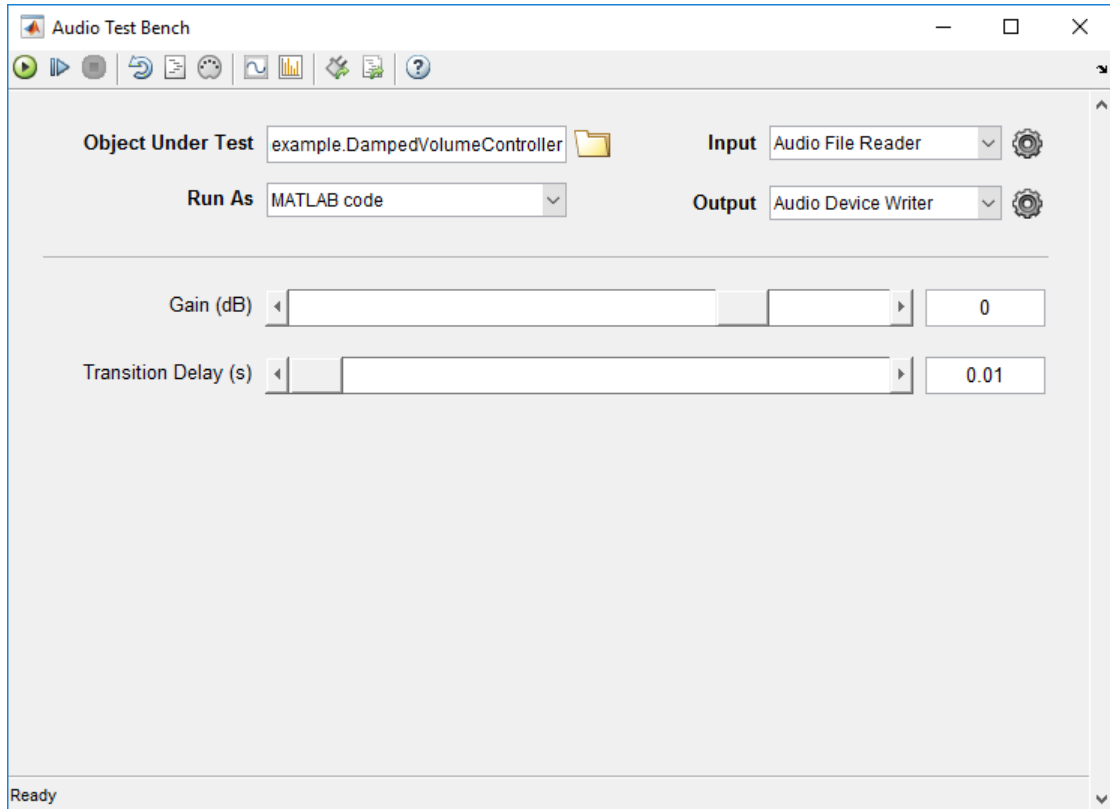 Audio Test Bench
Object Under Test example.DampedVolumeController Input Audio File Reader
Run As MATLAB code Output Audio Device Writer
Gain (dB) 0
Transition Delay (s) 0.01
Ready